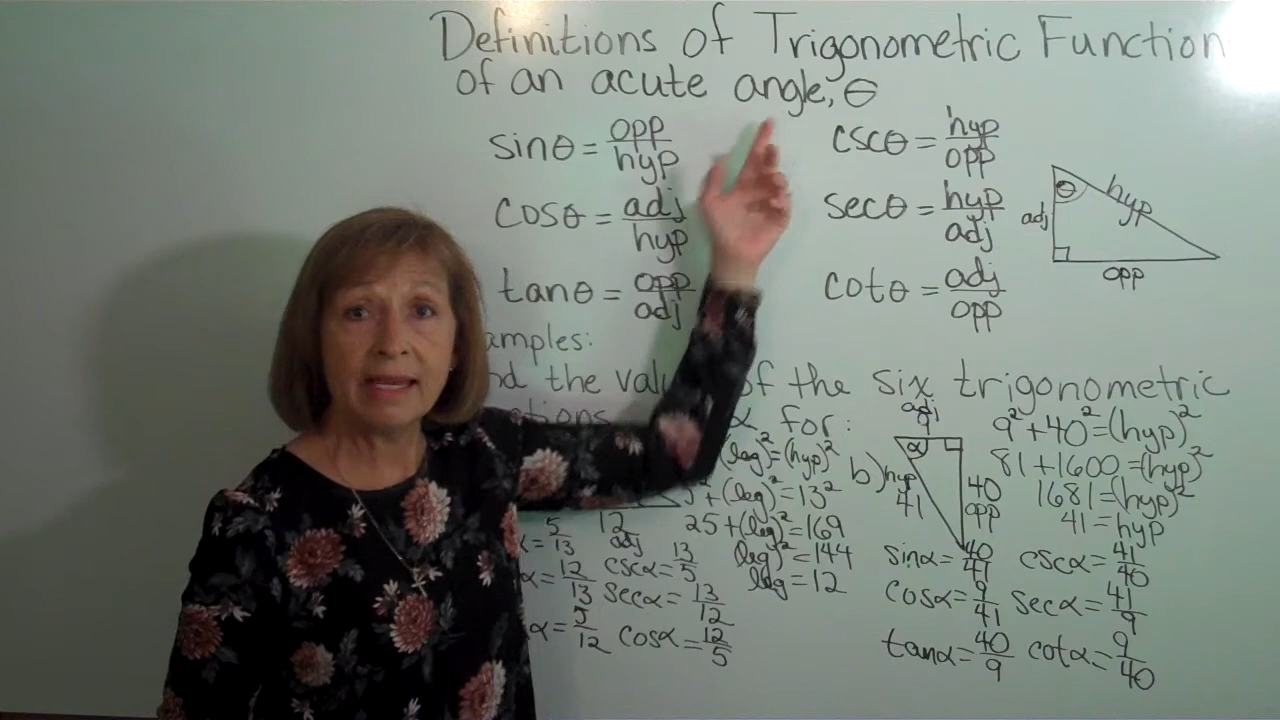 Definitions of Trigonometric Function
of an acute angle, θ
sinθ = opp/hyp
cscθ = hyp/opp
cosθ = adj/hyp
secθ = hyp/adj
tanθ = opp/adj
cotθ = adj/opp
θ
adj
hyp
opp
amples:
the of the six trigonometric
α for:
(leg)²=(hyp)²
5²+(leg)²=13²
25+(leg)²=169
(leg)²=144
leg=12
12
adj
α=5/13
cscα=13/5
α=12/13
secα=13/12
α=5/12
cosα=12/5
b)
adj
9
α
hyp
41
40
opp
9²+40²=(hyp)²
81+1600=(hyp)²
1681=(hyp)²
41=hyp
sinα=40/41
cscα=41/40
cosα=9/41
secα=41/9
tanα=40/9
cotα=9/40